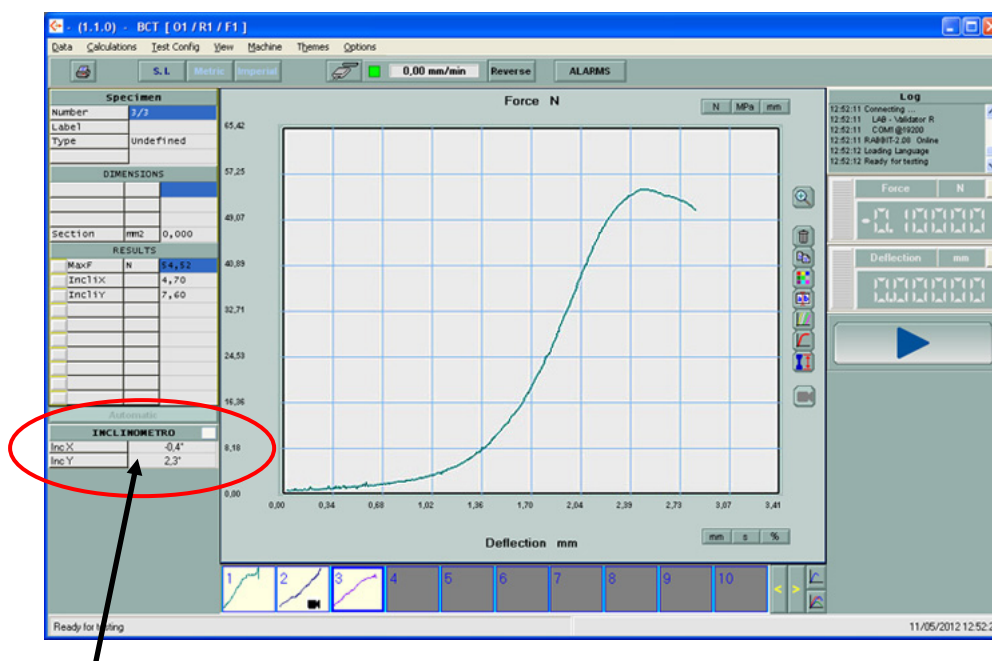 - (1.1.0) - BCT [ 01 / R1 / F1 ]
Data Calculations Test Config View Machine Themes Options
S. I. Metric Imperial 0,00 mm/min Reverse ALARMS
Specimen
Number 3/3
Label
Type Undefined
DIMENSIONS
Section mm2 0,000
RESULTS
MaxF N 54,52
IncliX 4,70
IncliY 7,60
Automatic
INCLINOMETRO
Inc X -0,4°
Inc Y 2,3°
Force N
N MPa mm
65,42
57,25
49,07
40,89
32,71
24,53
16,36
8,18
0,00
0,00 0,34 0,68 1,02 1,36 1,70 2,04 2,39 2,73 3,07 3,41
Deflection mm
mm s %
1 2 3 4 5 6 7 8 9 10
< >
Log
12:52:11 Connecting ...
12:52:11 LAB - Validator R
12:52:11 COM1@19200
12:52:11 RABBIT-2.00 Online
12:52:12 Loading Language
12:52:12 Ready for testing
Force N
-0.10000
Deflection mm
Ready for testing
11/05/2012 12:52:2